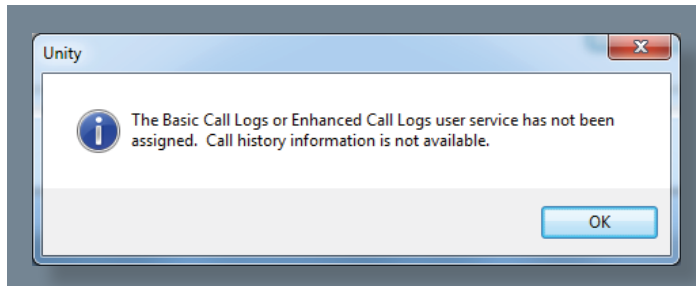 Unity
The Basic Call Logs or Enhanced Call Logs user service has not been
assigned.  Call history information is not available.
OK